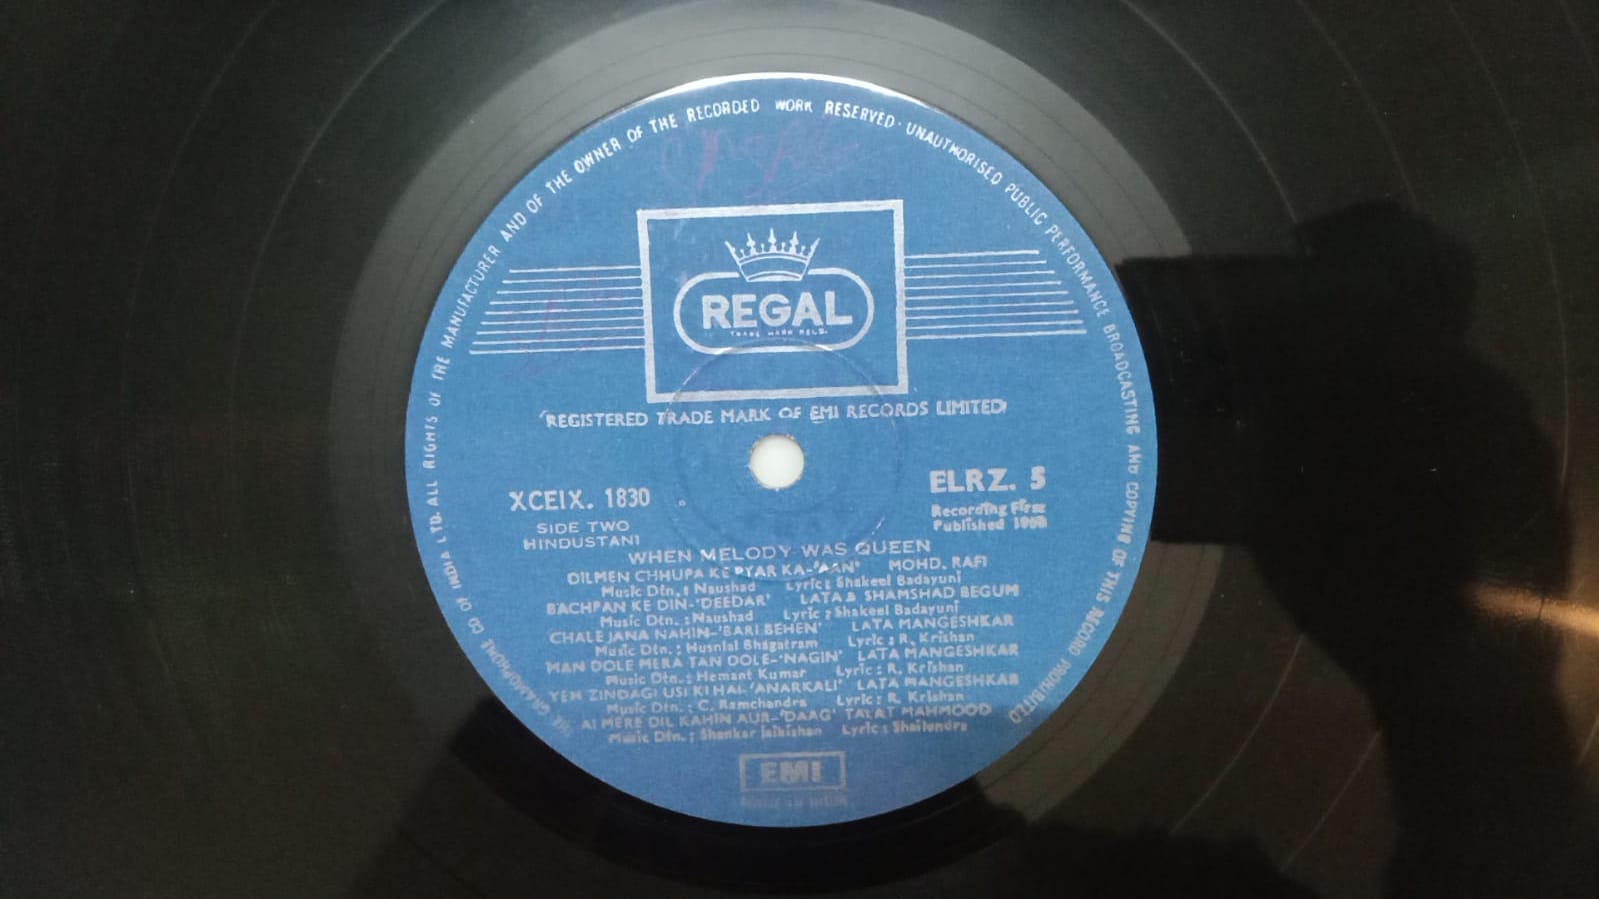 THE GRAMOPHONE CO OF INDIA LTD. ALL RIGHTS OF THE MANUFACTURER AND OF THE OWNER OF THE RECORDED WORK RESERVED · UNAUTHORISED PUBLIC PERFORMANCE BROADCASTING AND COPYING OF THIS RECORD PROHIBITED
REGAL
TRADE MARK REGD.
'REGISTERED TRADE MARK OF EMI RECORDS LIMITED'
XCEIX. 1830
ELRZ. 5
Recording First
Published
SIDE TWO
HINDUSTANI
WHEN MELODY WAS QUEEN
DILMEN CHHUPA KE PYAR KA-'AAN' MOHD. RAFI
Music Dtn. : Naushad Lyric : Shakeel Badayuni
BACHPAN KE DIN-'DEEDAR' LATA & SHAMSHAD BEGUM
Music Dtn. : Naushad Lyric : Shakeel Badayuni
CHALE JANA NAHIN-'BARI BEHEN' LATA MANGESHKAR
Music Dtn. : Husnlal Bhagatram Lyric : R. Krishan
MAN DOLE MERA TAN DOLE-'NAGIN' LATA MANGESHKAR
Music Dtn. : Hemant Kumar Lyric : R. Krishan
YEH ZINDAGI USI KI HAI-'ANARKALI' LATA MANGESHKAR
Music Dtn. : C. Ramchandra Lyric : R. Krishan
AI MERE DIL KAHIN AUR-'DAAG' TALAT MAHMOOD
Music Dtn. : Shankar Jaikishan Lyric : Shailendra
EMI